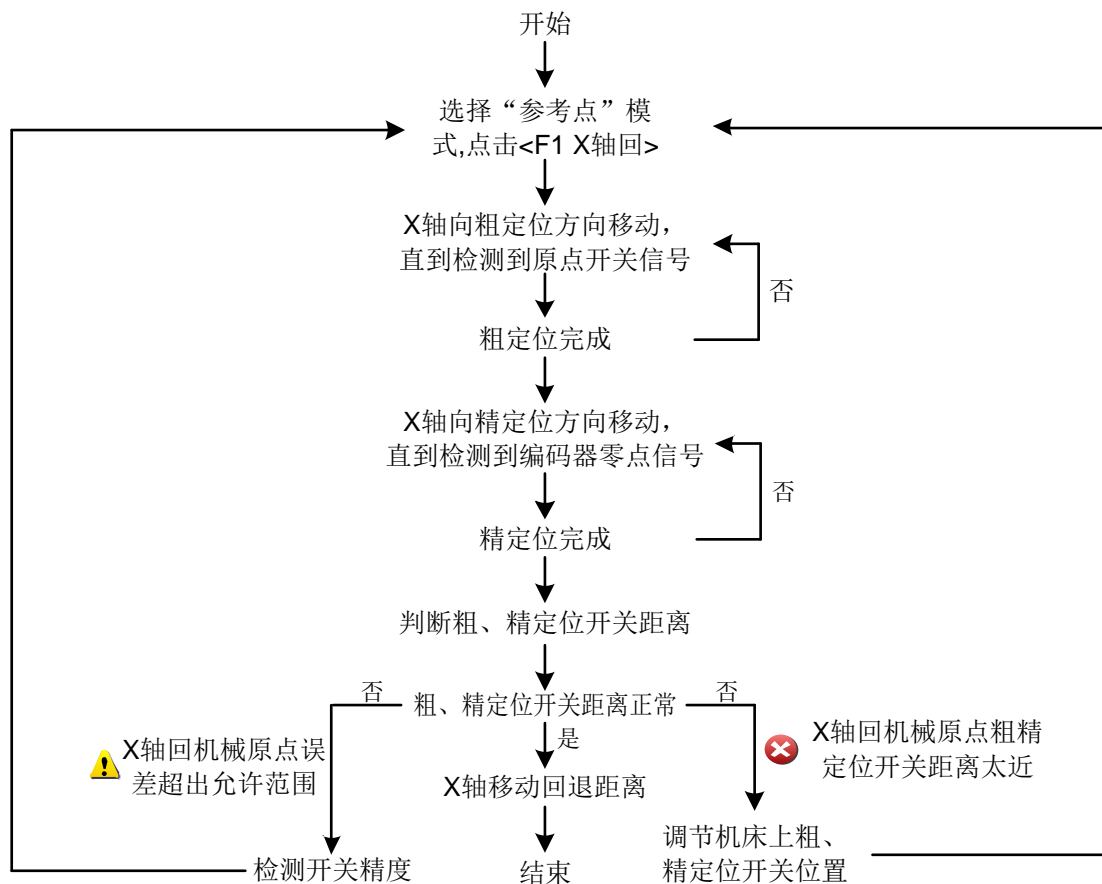 开始
选择“参考点”模
式,点击<F1 X轴回>
X轴向粗定位方向移动，
直到检测到原点开关信号
否
粗定位完成
X轴向精定位方向移动，
直到检测到编码器零点信号
否
精定位完成
判断粗、精定位开关距离
否
粗、精定位开关距离正常
否
是
X轴回机械原点误
差超出允许范围
X轴移动回退距离
X轴回机械原点粗精
定位开关距离太近
检测开关精度
结束
调节机床上粗、
精定位开关位置